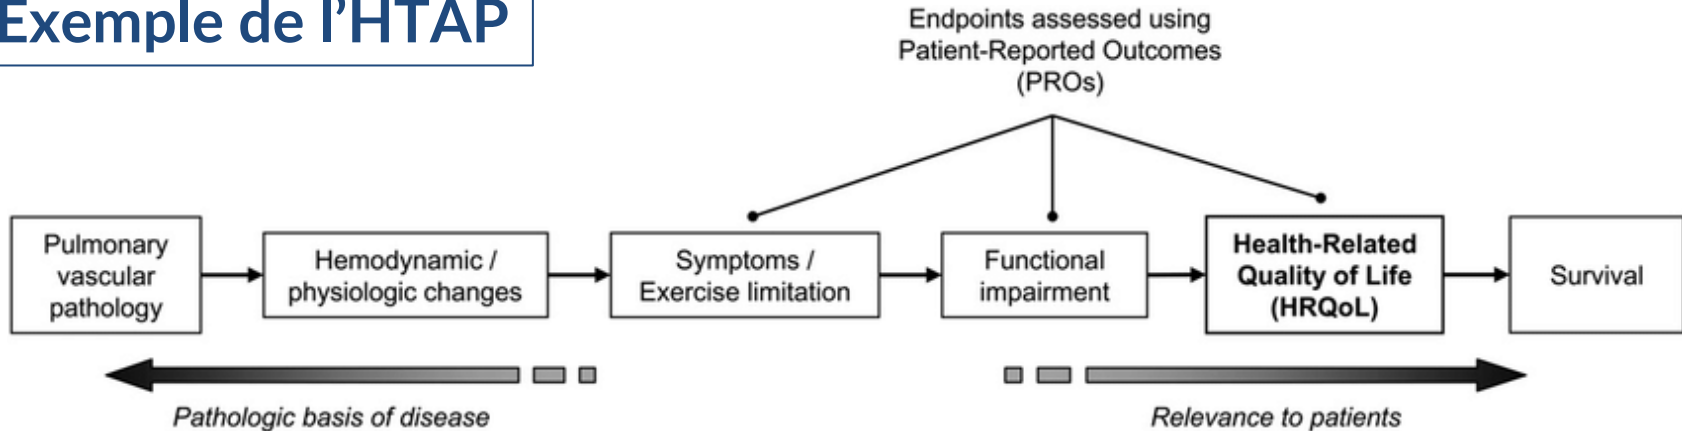 Exemple de l’HTAP
Endpoints assessed using
Patient-Reported Outcomes
(PROs)
Pulmonary
vascular
pathology
Hemodynamic /
physiologic changes
Symptoms /
Exercise limitation
Functional
impairment
Health-Related
Quality of Life
(HRQoL)
Survival
Pathologic basis of disease
Relevance to patients